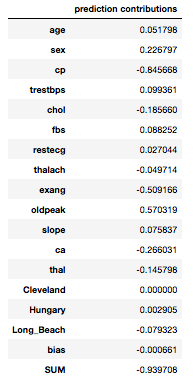 prediction contributions
age 0.051798
sex 0.226797
cp -0.845668
trestbps 0.099361
chol -0.185660
fbs 0.088252
restecg 0.027044
thalach -0.049714
exang -0.509166
oldpeak 0.570319
slope 0.075837
ca -0.266031
thal -0.145798
Cleveland 0.000000
Hungary 0.002905
Long_Beach -0.079323
bias -0.000661
SUM -0.939708